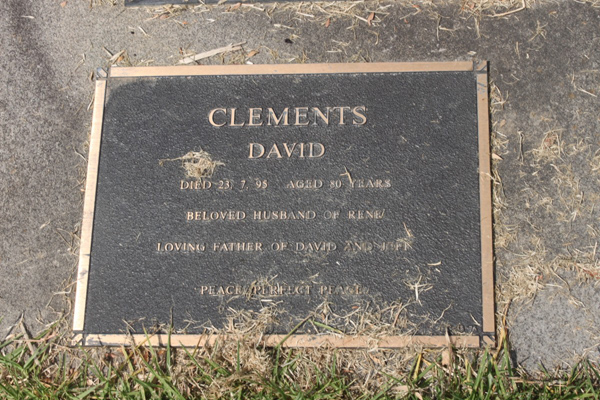 CLEMENTS
DAVID
DIED 23. 7. 95 AGED 80 YEARS
BELOVED HUSBAND OF RENE
LOVING FATHER OF DAVID AND
PEACE, PERFECT PEACE